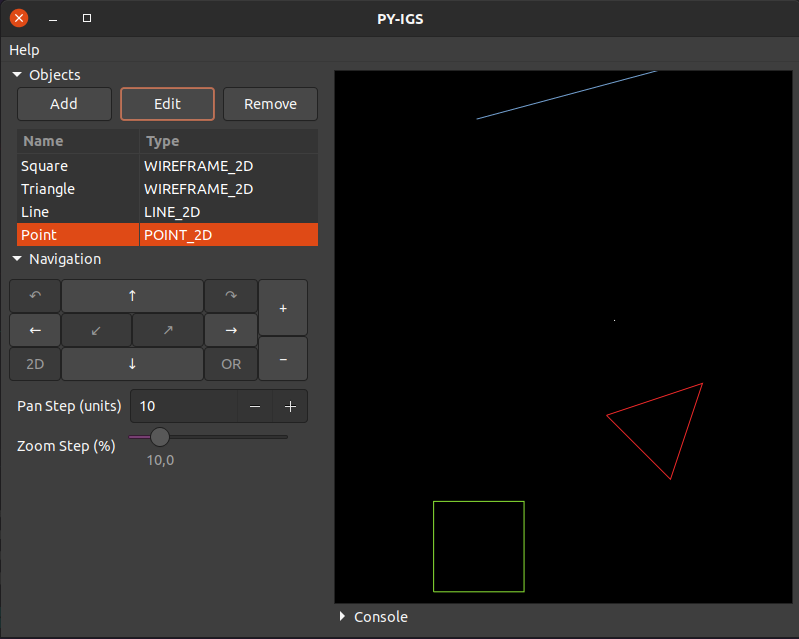 PY-IGS
Help
Objects
Add Edit Remove
Name Type
Square WIREFRAME_2D
Triangle WIREFRAME_2D
Line LINE_2D
Point POINT_2D
Navigation
↶ ↑ ↷ +
← ↙ ↗ →
2D ↓ OR −
Pan Step (units) 10 − +
Zoom Step (%)
10,0
Console